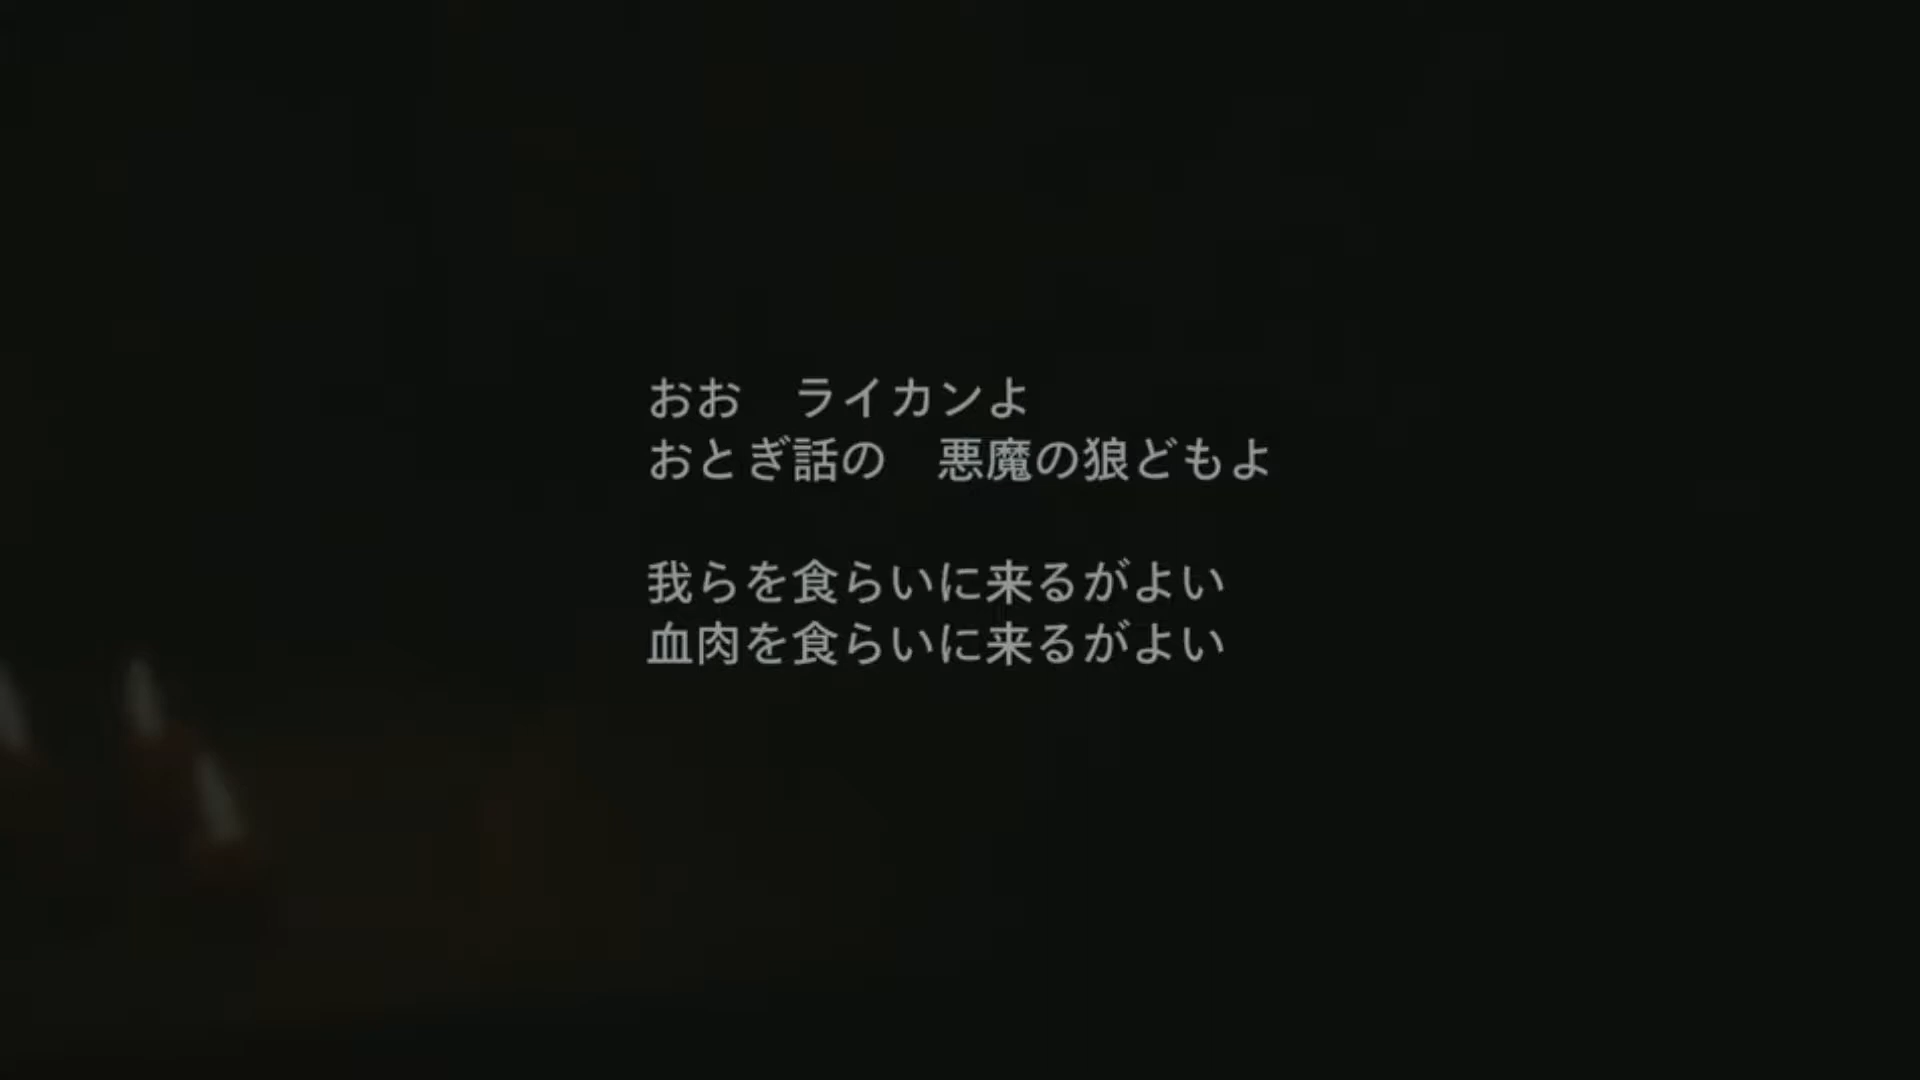 おお　ライカンよ
おとぎ話の　悪魔の狼どもよ
我らを食らいに来るがよい
血肉を食らいに来るがよい